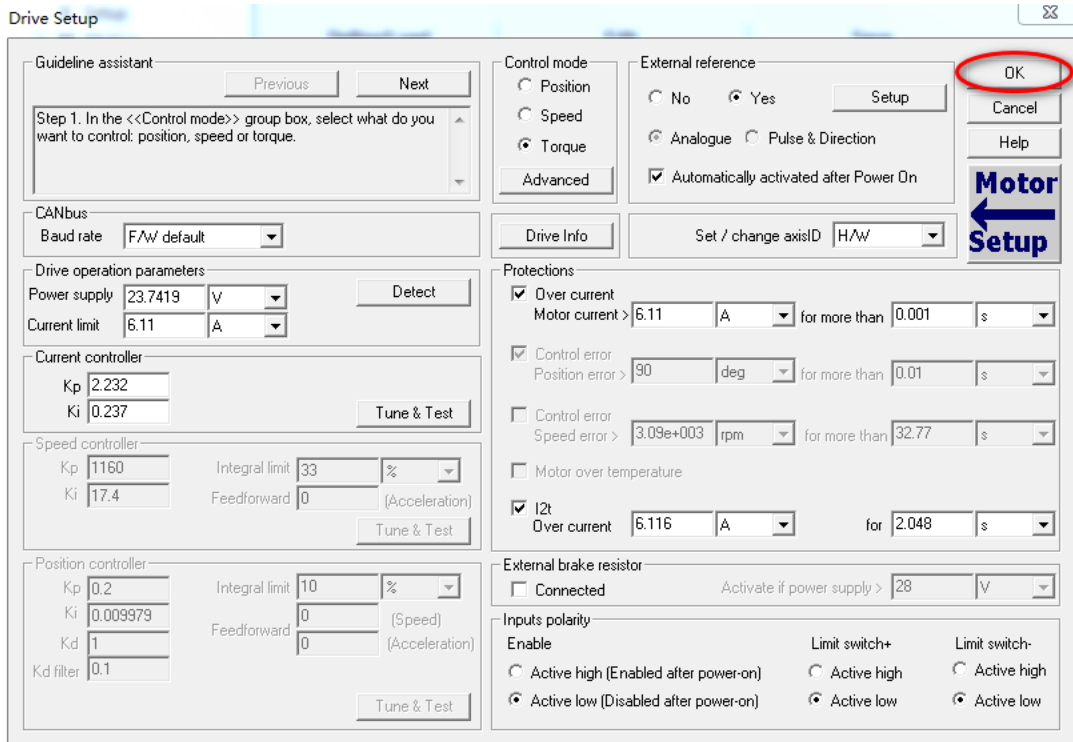 Drive Setup
Guideline assistant
Previous
Next
Step 1. In the <<Control mode>> group box, select what do you
want to control: position, speed or torque.
Control mode
Position
Speed
Torque
Advanced
External reference
No
Yes
Setup
Analogue
Pulse & Direction
Automatically activated after Power On
OK
Cancel
Help
Motor
Setup
CANbus
Baud rate F/W default
Drive Info
Set / change axisID H/W
Drive operation parameters
Power supply 23.7419 V
Detect
Current limit 6.11 A
Current controller
Kp 2.232
Ki 0.237
Tune & Test
Speed controller
Kp 1160 Integral limit 33 %
Ki 17.4 Feedforward 0 (Acceleration)
Tune & Test
Position controller
Kp 0.2 Integral limit 10 %
Ki 0.009979 Feedforward 0 (Speed)
Kd 1 0 (Acceleration)
Kd filter 0.1
Tune & Test
Protections
Over current
Motor current > 6.11 A for more than 0.001 s
Control error
Position error > 90 deg for more than 0.01 s
Control error
Speed error > 3.09e+003 rpm for more than 32.77 s
Motor over temperature
I2t
Over current 6.116 A for 2.048 s
External brake resistor
Connected Activate if power supply > 28 V
Inputs polarity
Enable Limit switch+ Limit switch-
Active high (Enabled after power-on) Active high Active high
Active low (Disabled after power-on) Active low Active low